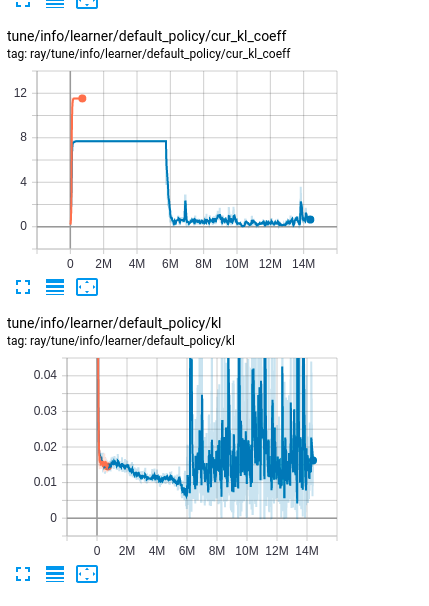 tune/info/learner/default_policy/cur_kl_coeff
tag: ray/tune/info/learner/default_policy/cur_kl_coeff
12
8
4
0
0 2M 4M 6M 8M 10M 12M 14M
tune/info/learner/default_policy/kl
tag: ray/tune/info/learner/default_policy/kl
0.04
0.03
0.02
0.01
0
0 2M 4M 6M 8M 10M 12M 14M